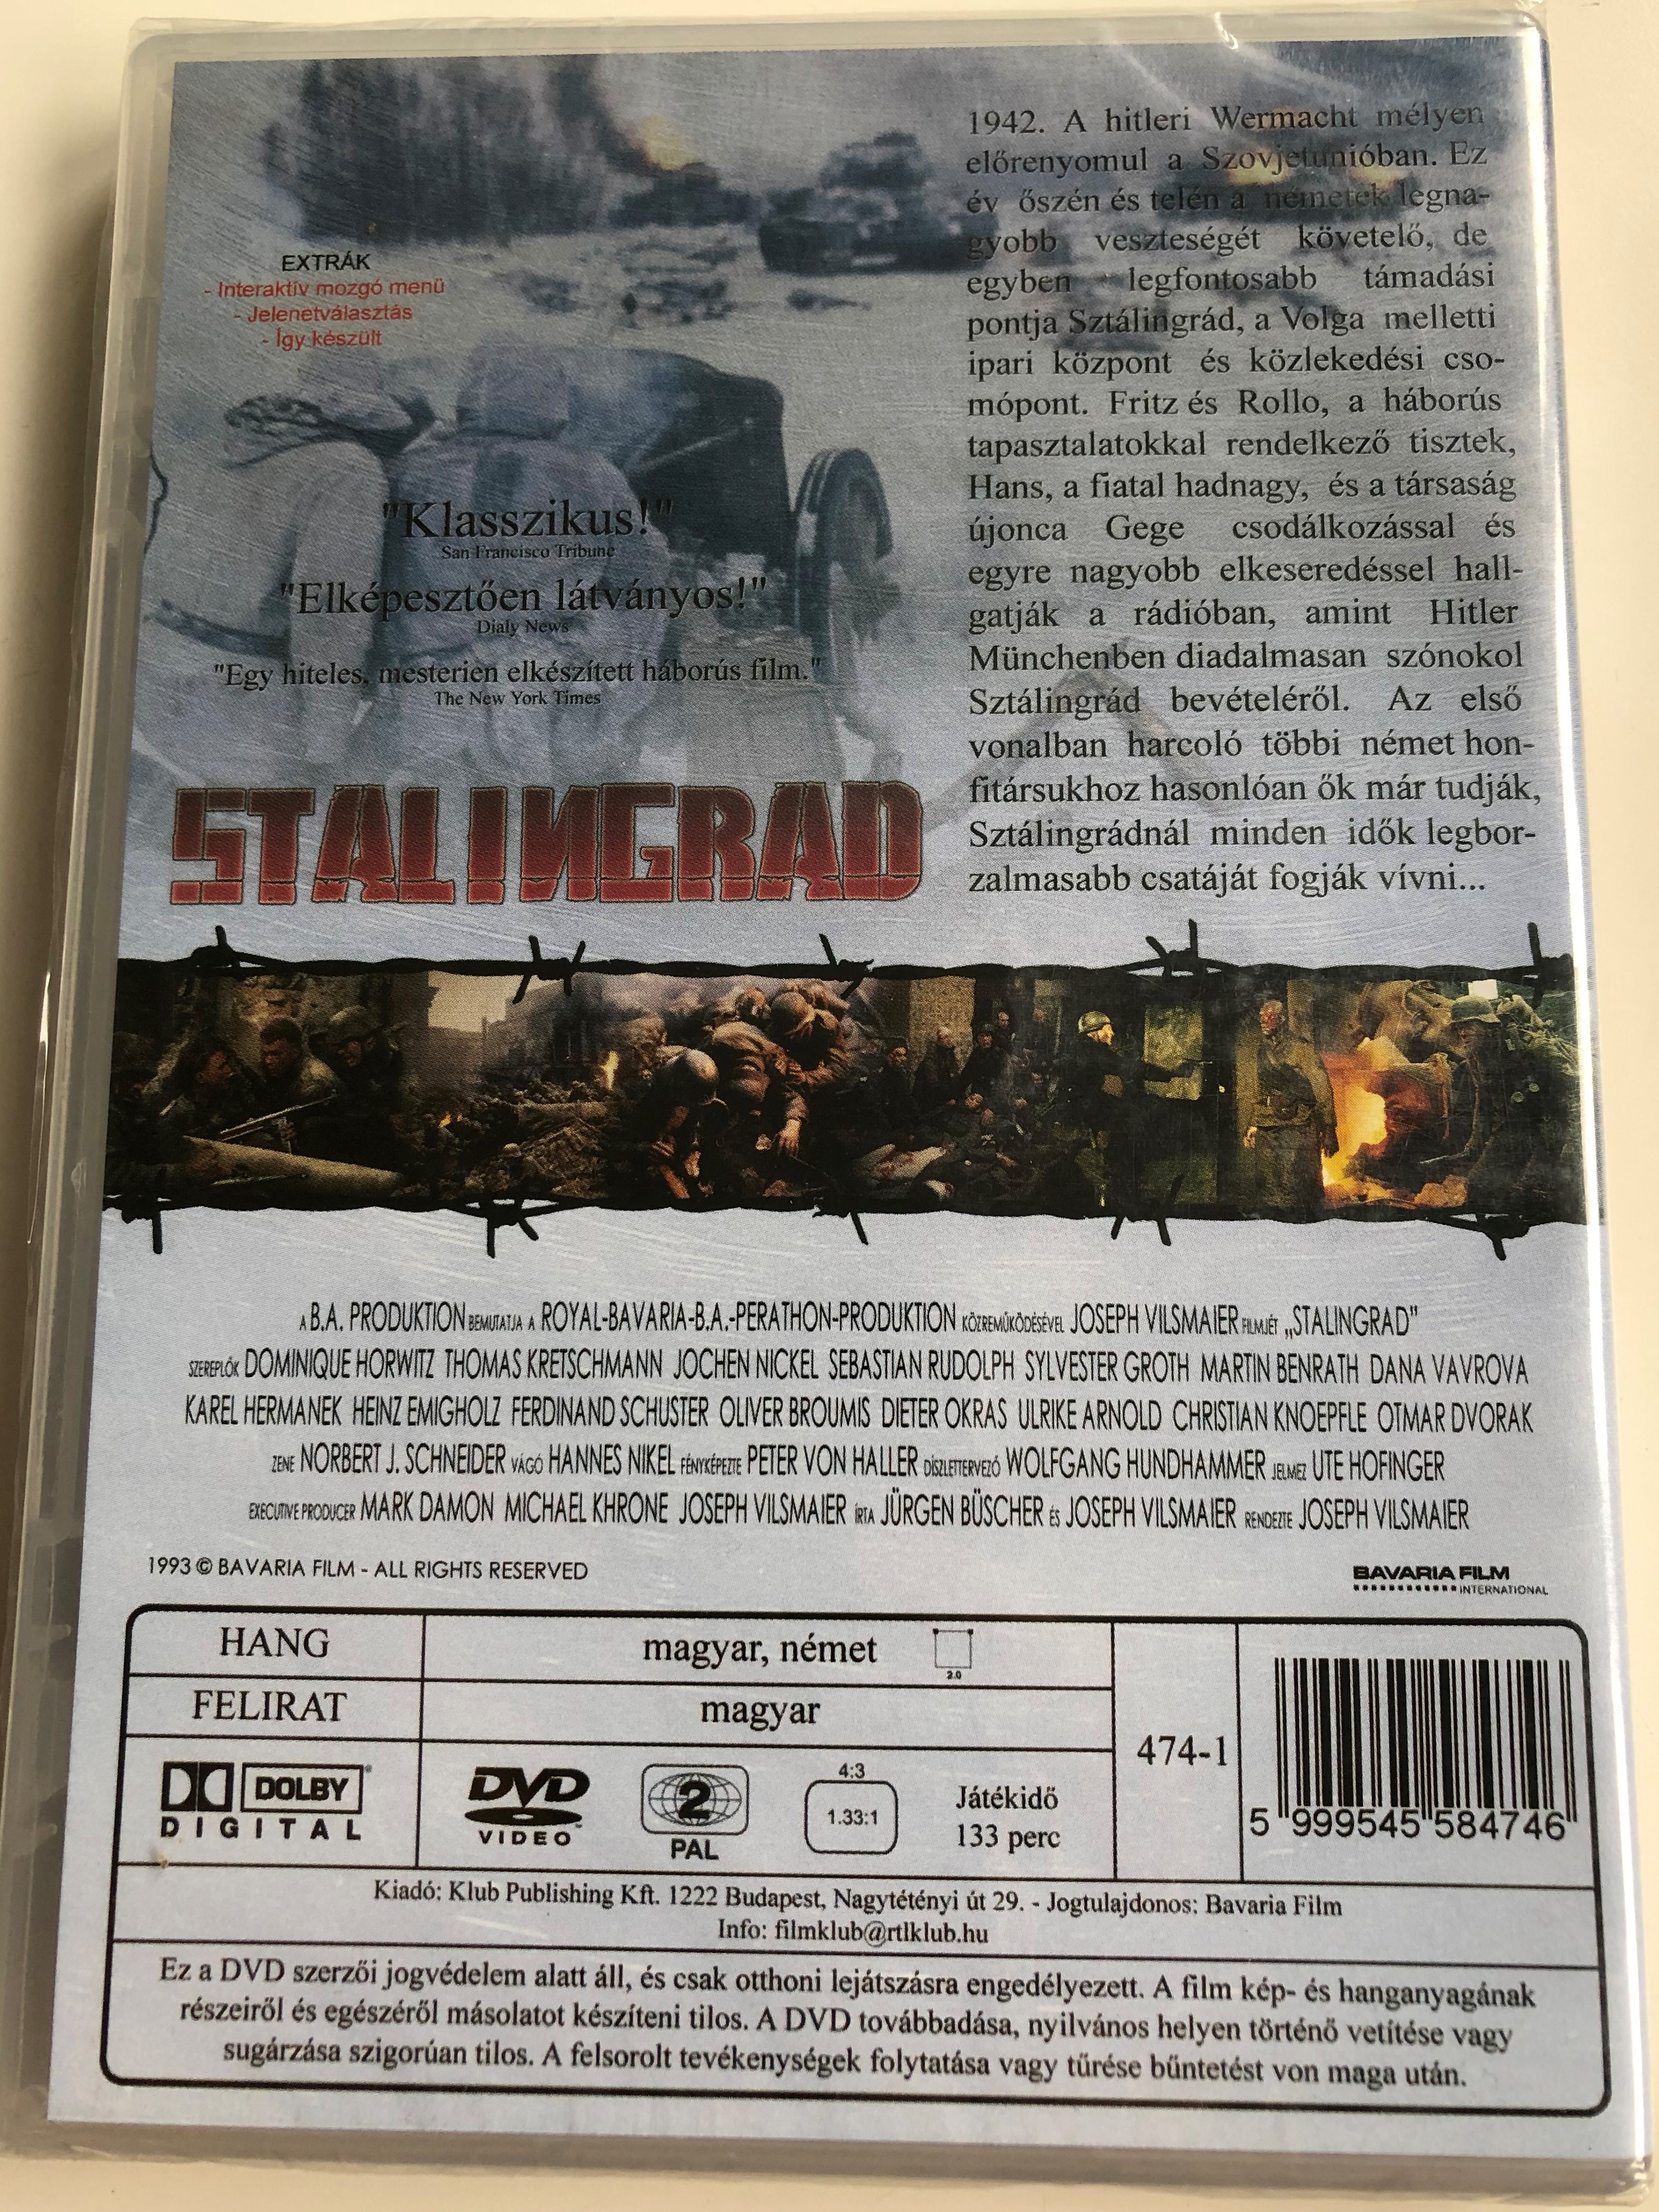 1942. A hitleri Wermacht mélyen
előrenyomul a Szovjetunióban. Ez
év őszén és telén a németek legna-
gyobb veszteségét követelő, de
egyben legfontosabb támadási
pontja Sztálingrád, a Volga melletti
ipari központ és közlekedési cso-
mópont. Fritz és Rollo, a háborús
tapasztalatokkal rendelkező tisztek,
Hans, a fiatal hadnagy, és a társaság
újonca Gege csodálkozással és
egyre nagyobb elkeseredéssel hall-
gatják a rádióban, amint Hitler
Münchenben diadalmasan szónokol
Sztálingrád bevételéről. Az első
vonalban harcoló többi német hon-
fitársukhoz hasonlóan ők már tudják,
Sztálingrádnál minden idők legbor-
zalmasabb csatáját fogják vívni...
EXTRÁK
- Interaktív mozgó menü
- Jelenetválasztás
- Így készült
"Klasszikus!"
San Francisco Tribune
"Elképesztően látványos!"
Dialy News
"Egy hiteles, mesterien elkészített háborús film."
The New York Times
STALINGRAD
A B.A. PRODUKTION BEMUTATJA A ROYAL-BAVARIA-B.A.-PERATHON-PRODUKTION KÖZREMŰKÖDÉSÉVEL JOSEPH VILSMAIER FILMJÉT „STALINGRAD"
SZEREPLŐK DOMINIQUE HORWITZ THOMAS KRETSCHMANN JOCHEN NICKEL SEBASTIAN RUDOLPH SYLVESTER GROTH MARTIN BENRATH DANA VAVROVA
KAREL HERMANEK HEINZ EMIGHOLZ FERDINAND SCHUSTER OLIVER BROUMIS DIETER OKRAS ULRIKE ARNOLD CHRISTIAN KNOEPFLE OTMAR DVORAK
ZENE NORBERT J. SCHNEIDER VÁGÓ HANNES NIKEL FÉNYKÉPEZTE PETER VON HALLER DÍSZLETTERVEZŐ WOLFGANG HUNDHAMMER JELMEZ UTE HOFINGER
EXECUTIVE PRODUCER MARK DAMON MICHAEL KHRONE JOSEPH VILSMAIER ÍRTA JÜRGEN BÜSCHER ÉS JOSEPH VILSMAIER RENDEZTE JOSEPH VILSMAIER
1993 © BAVARIA FILM - ALL RIGHTS RESERVED
BAVARIA FILM
INTERNATIONAL
HANG
magyar, német
2.0
FELIRAT
magyar
DOLBY
DIGITAL
DVD
VIDEO
2
PAL
4:3
1.33:1
Játékidő
133 perc
474-1
5 999545 584746
Kiadó: Klub Publishing Kft. 1222 Budapest, Nagytétényi út 29. - Jogtulajdonos: Bavaria Film
Info: filmklub@rtlklub.hu
Ez a DVD szerzői jogvédelem alatt áll, és csak otthoni lejátszásra engedélyezett. A film kép- és hanganyagának
részeiről és egészéről másolatot készíteni tilos. A DVD továbbadása, nyilvános helyen történő vetítése vagy
sugárzása szigorúan tilos. A felsorolt tevékenységek folytatása vagy tűrése büntetést von maga után.